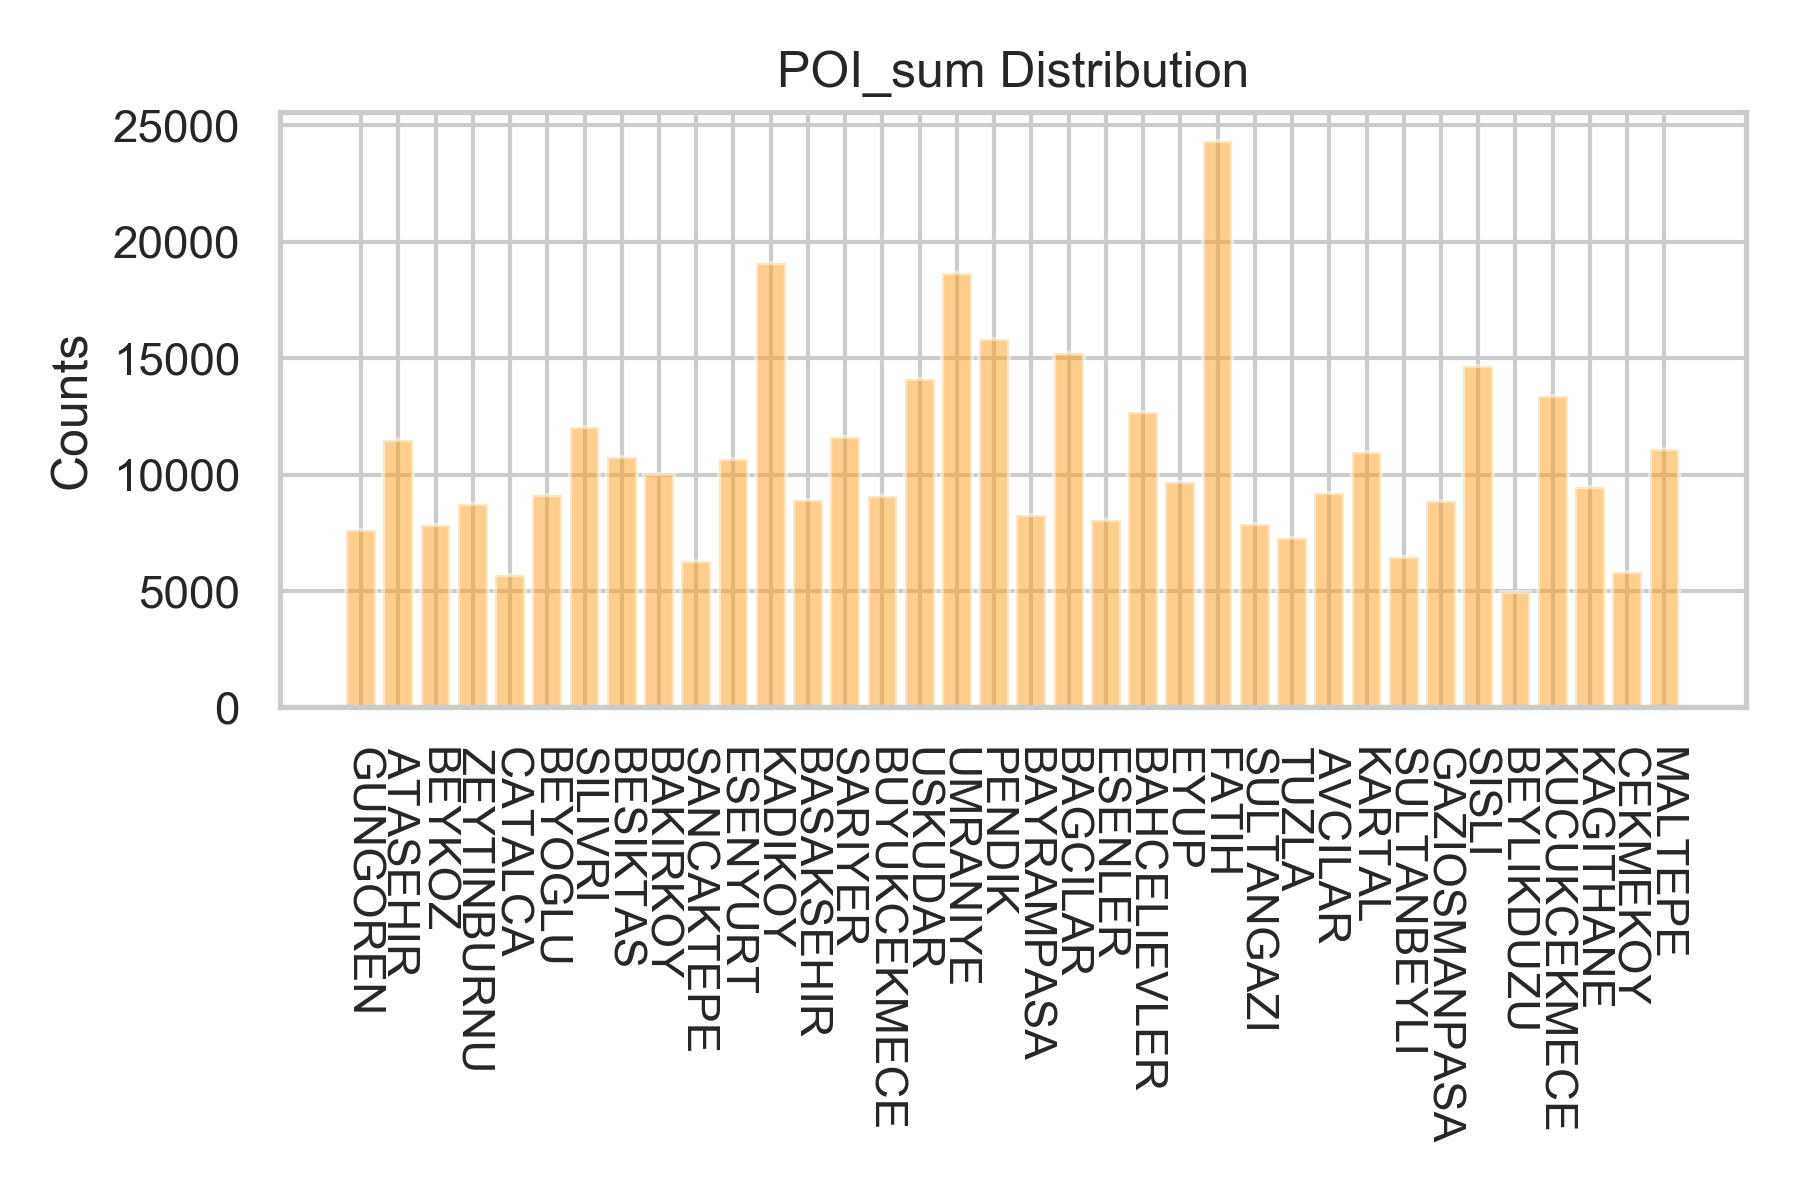 POI_sum Distribution
25000
20000
15000
10000
5000
0
Counts
GUNGOREN
ATASEHIR
BEYKOZ
ZEYTINBURNU
CATALCA
BEYOGLU
SILIVRI
BESIKTAS
BAKIRKOY
SANCAKTEPE
ESENYURT
KADIKOY
BASAKSEHIR
SARIYER
BUYUKCEKMECE
USKUDAR
UMRANIYE
PENDIK
BAYRAMPASA
BAGCILAR
ESENLER
BAHCELIEVLER
EYUP
FATIH
SULTANGAZI
TUZLA
AVCILAR
KARTAL
SULTANBEYLI
GAZIOSMANPASA
SISLI
BEYLIKDUZU
KUCUKCEKMECE
KAGITHANE
CEKMEKOY
MALTEPE